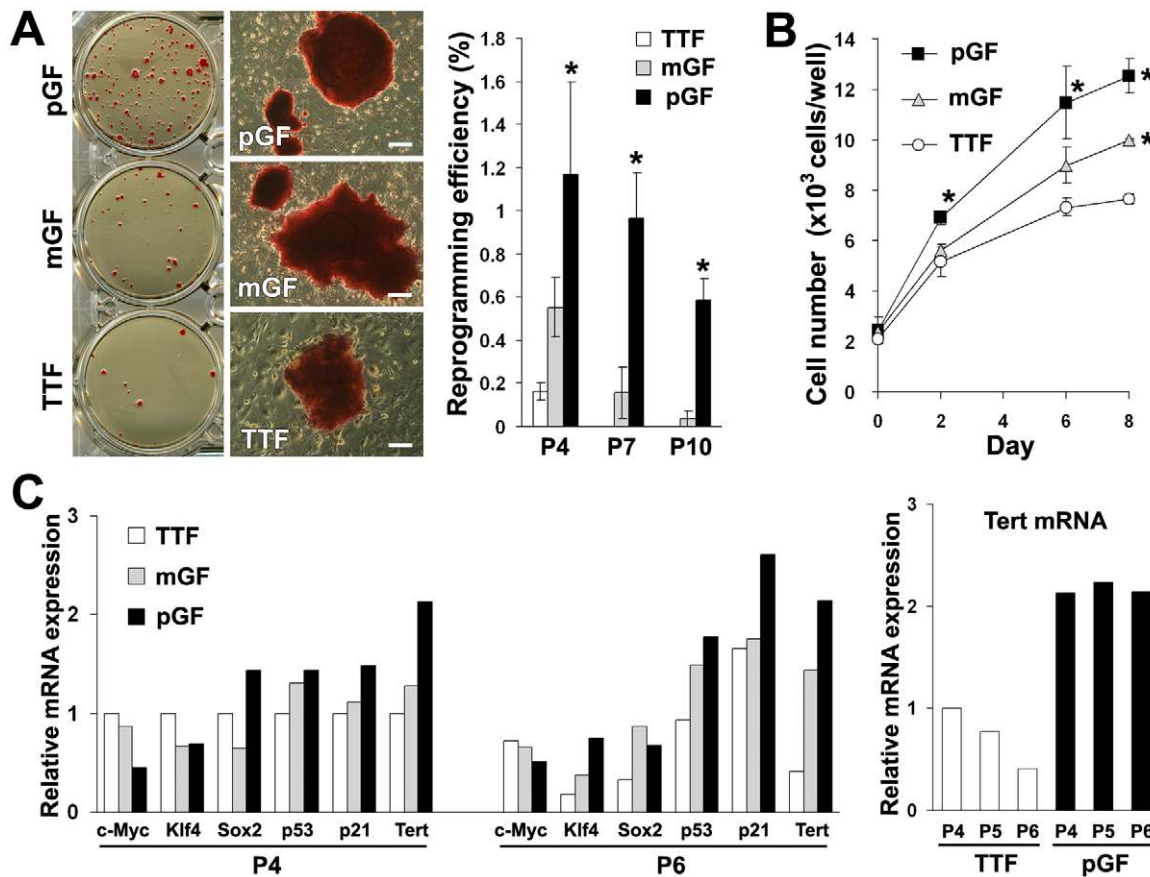 A
pGF
mGF
TTF
pGF
mGF
TTF
Reprogramming efficiency (%)
1.8
1.6
1.4
1.2
1
0.8
0.6
0.4
0.2
0
TTF
mGF
pGF
*
*
*
P4 P7 P10
B
Cell number (x10³ cells/well)
14
12
10
8
6
4
2
0
pGF
mGF
TTF
*
*
*
*
0 2 4 6 8
Day
C
Relative mRNA expression
3
2
1
0
TTF
mGF
pGF
c-Myc Klf4 Sox2 p53 p21 Tert
P4
c-Myc Klf4 Sox2 p53 p21 Tert
P6
Relative mRNA expression
3
2
1
0
Tert mRNA
P4 P5 P6 P4 P5 P6
TTF pGF